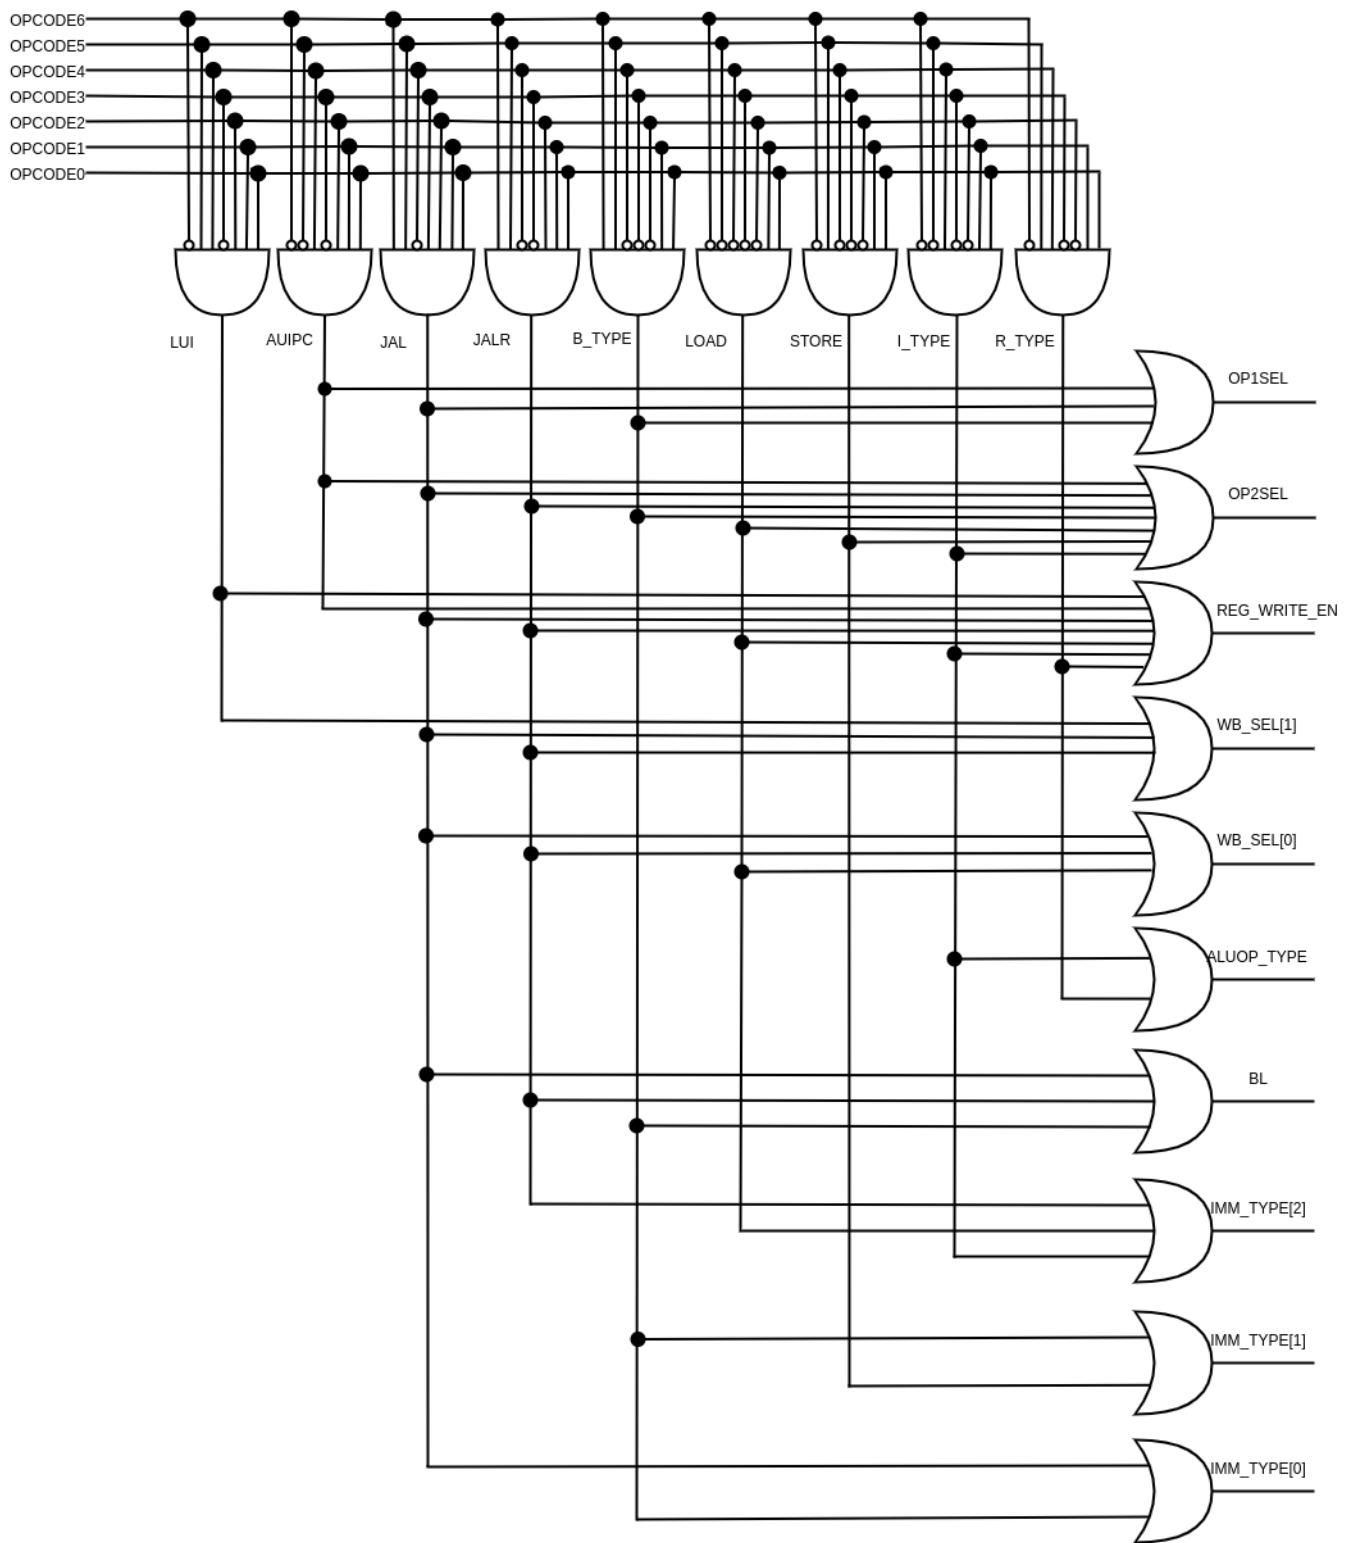 OPCODE6
OPCODE5
OPCODE4
OPCODE3
OPCODE2
OPCODE1
OPCODE0
LUI AUIPC JAL JALR B_TYPE LOAD STORE I_TYPE R_TYPE
OP1SEL
OP2SEL
REG_WRITE_EN
WB_SEL[1]
WB_SEL[0]
ALUOP_TYPE
BL
IMM_TYPE[2]
IMM_TYPE[1]
IMM_TYPE[0]